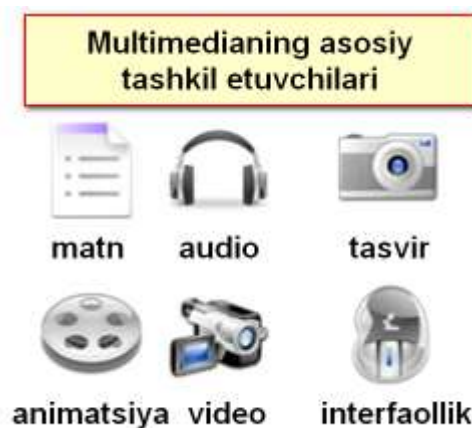 Multimedianing asosiy
tashkil etuvchilari
matn audio tasvir
animatsiya video interfaollik